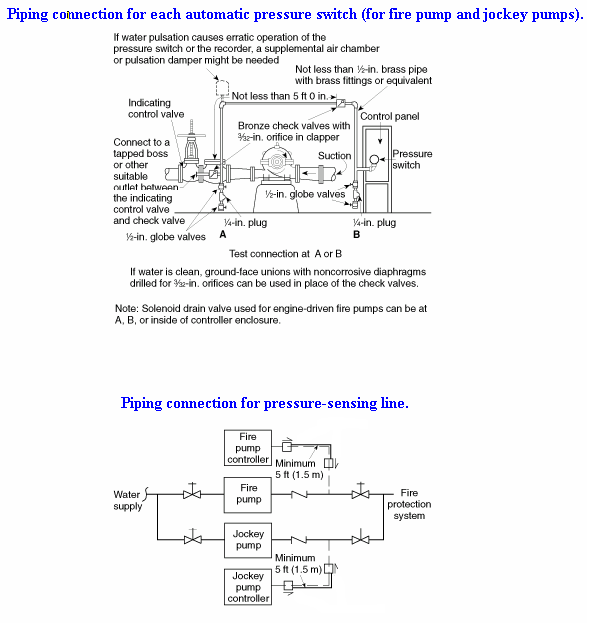 Piping connection for each automatic pressure switch (for fire pump and jockey pumps).
If water pulsation causes erratic operation of the
pressure switch or the recorder, a supplemental air chamber
or pulsation damper might be needed
Not less than ½-in. brass pipe
with brass fittings or equivalent
Not less than 5 ft 0 in.
Indicating
control valve
Control panel
Bronze check valves with
³⁄₃₂-in. orifice in clapper
Connect to a
tapped boss
or other
suitable
outlet between
the indicating
control valve
and check valve
Suction
Pressure
switch
½-in. globe valves
¼-in. plug
¼-in. plug
½-in. globe valves
A
B
Test connection at A or B
If water is clean, ground-face unions with noncorrosive diaphragms
drilled for ³⁄₃₂-in. orifices can be used in place of the check valves.
Note: Solenoid drain valve used for engine-driven fire pumps can be at
A, B, or inside of controller enclosure.
Piping connection for pressure-sensing line.
Fire
pump
controller
Minimum
5 ft (1.5 m)
Water
supply
Fire
pump
Fire
protection
system
Jockey
pump
Minimum
5 ft (1.5 m)
Jockey
pump
controller